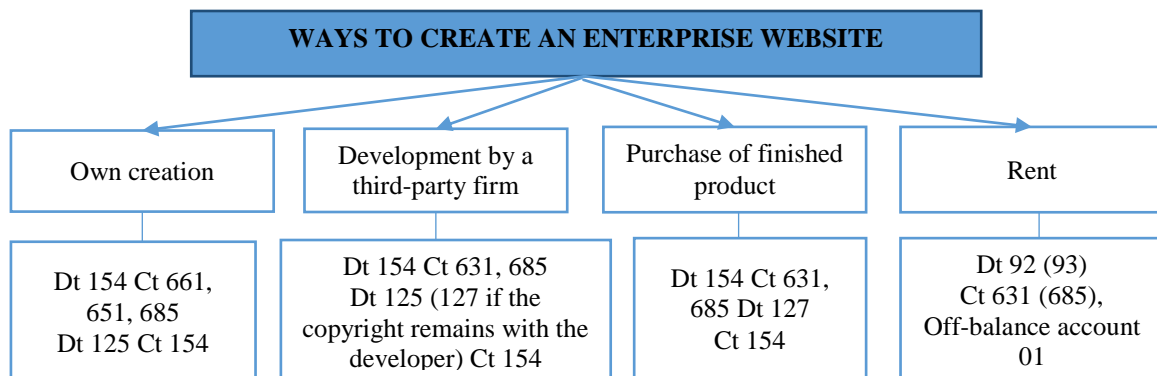 WAYS TO CREATE AN ENTERPRISE WEBSITE
Own creation
Development by a
third-party firm
Purchase of finished
product
Rent
Dt 154 Ct 661,
651, 685
Dt 125 Ct 154
Dt 154 Ct 631, 685
Dt 125 (127 if the
copyright remains with the
developer) Ct 154
Dt 154 Ct 631,
685 Dt 127
Ct 154
Dt 92 (93)
Ct 631 (685),
Off-balance account
01